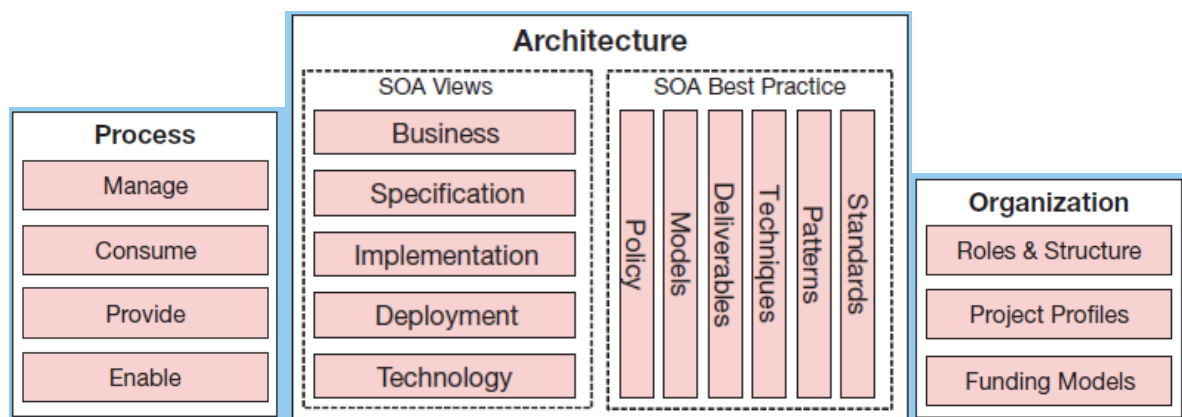 Process
Manage
Consume
Provide
Enable
Architecture
SOA Views
Business
Specification
Implementation
Deployment
Technology
SOA Best Practice
Policy
Models
Deliverables
Techniques
Patterns
Standards
Organization
Roles & Structure
Project Profiles
Funding Models